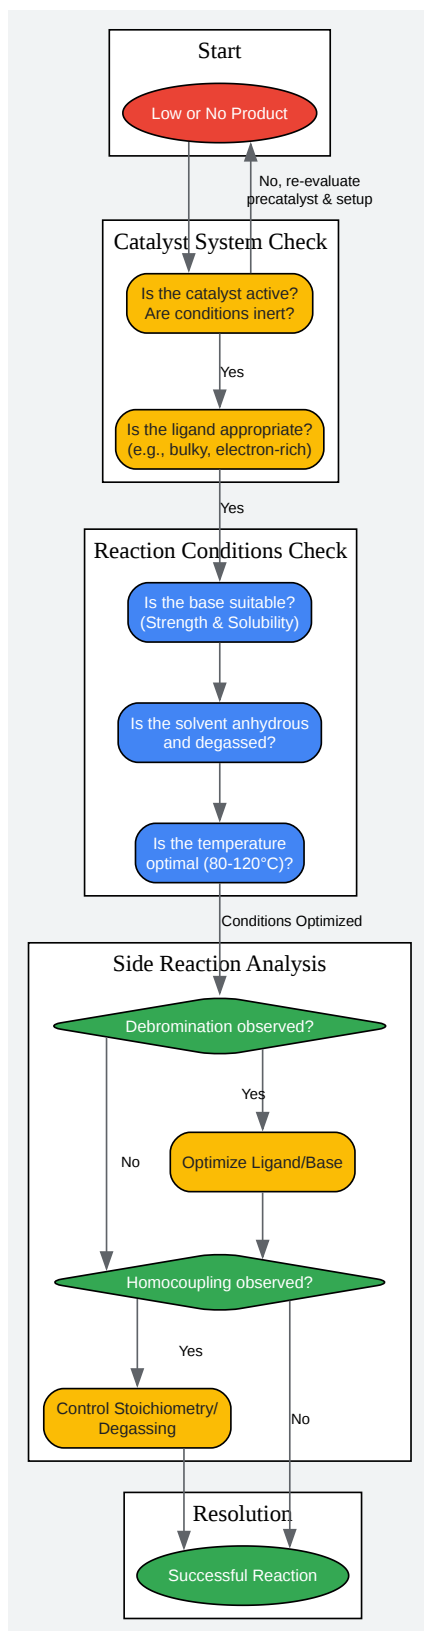 Start
Low or No Product
No, re-evaluate
precatalyst & setup
Catalyst System Check
Is the catalyst active?
Are conditions inert?
Yes
Is the ligand appropriate?
(e.g., bulky, electron-rich)
Yes
Reaction Conditions Check
Is the base suitable?
(Strength & Solubility)
Is the solvent anhydrous
and degassed?
Is the temperature
optimal (80-120°C)?
Conditions Optimized
Side Reaction Analysis
Debromination observed?
Yes
No
Optimize Ligand/Base
Homocoupling observed?
Yes
Control Stoichiometry/
Degassing
No
Resolution
Successful Reaction